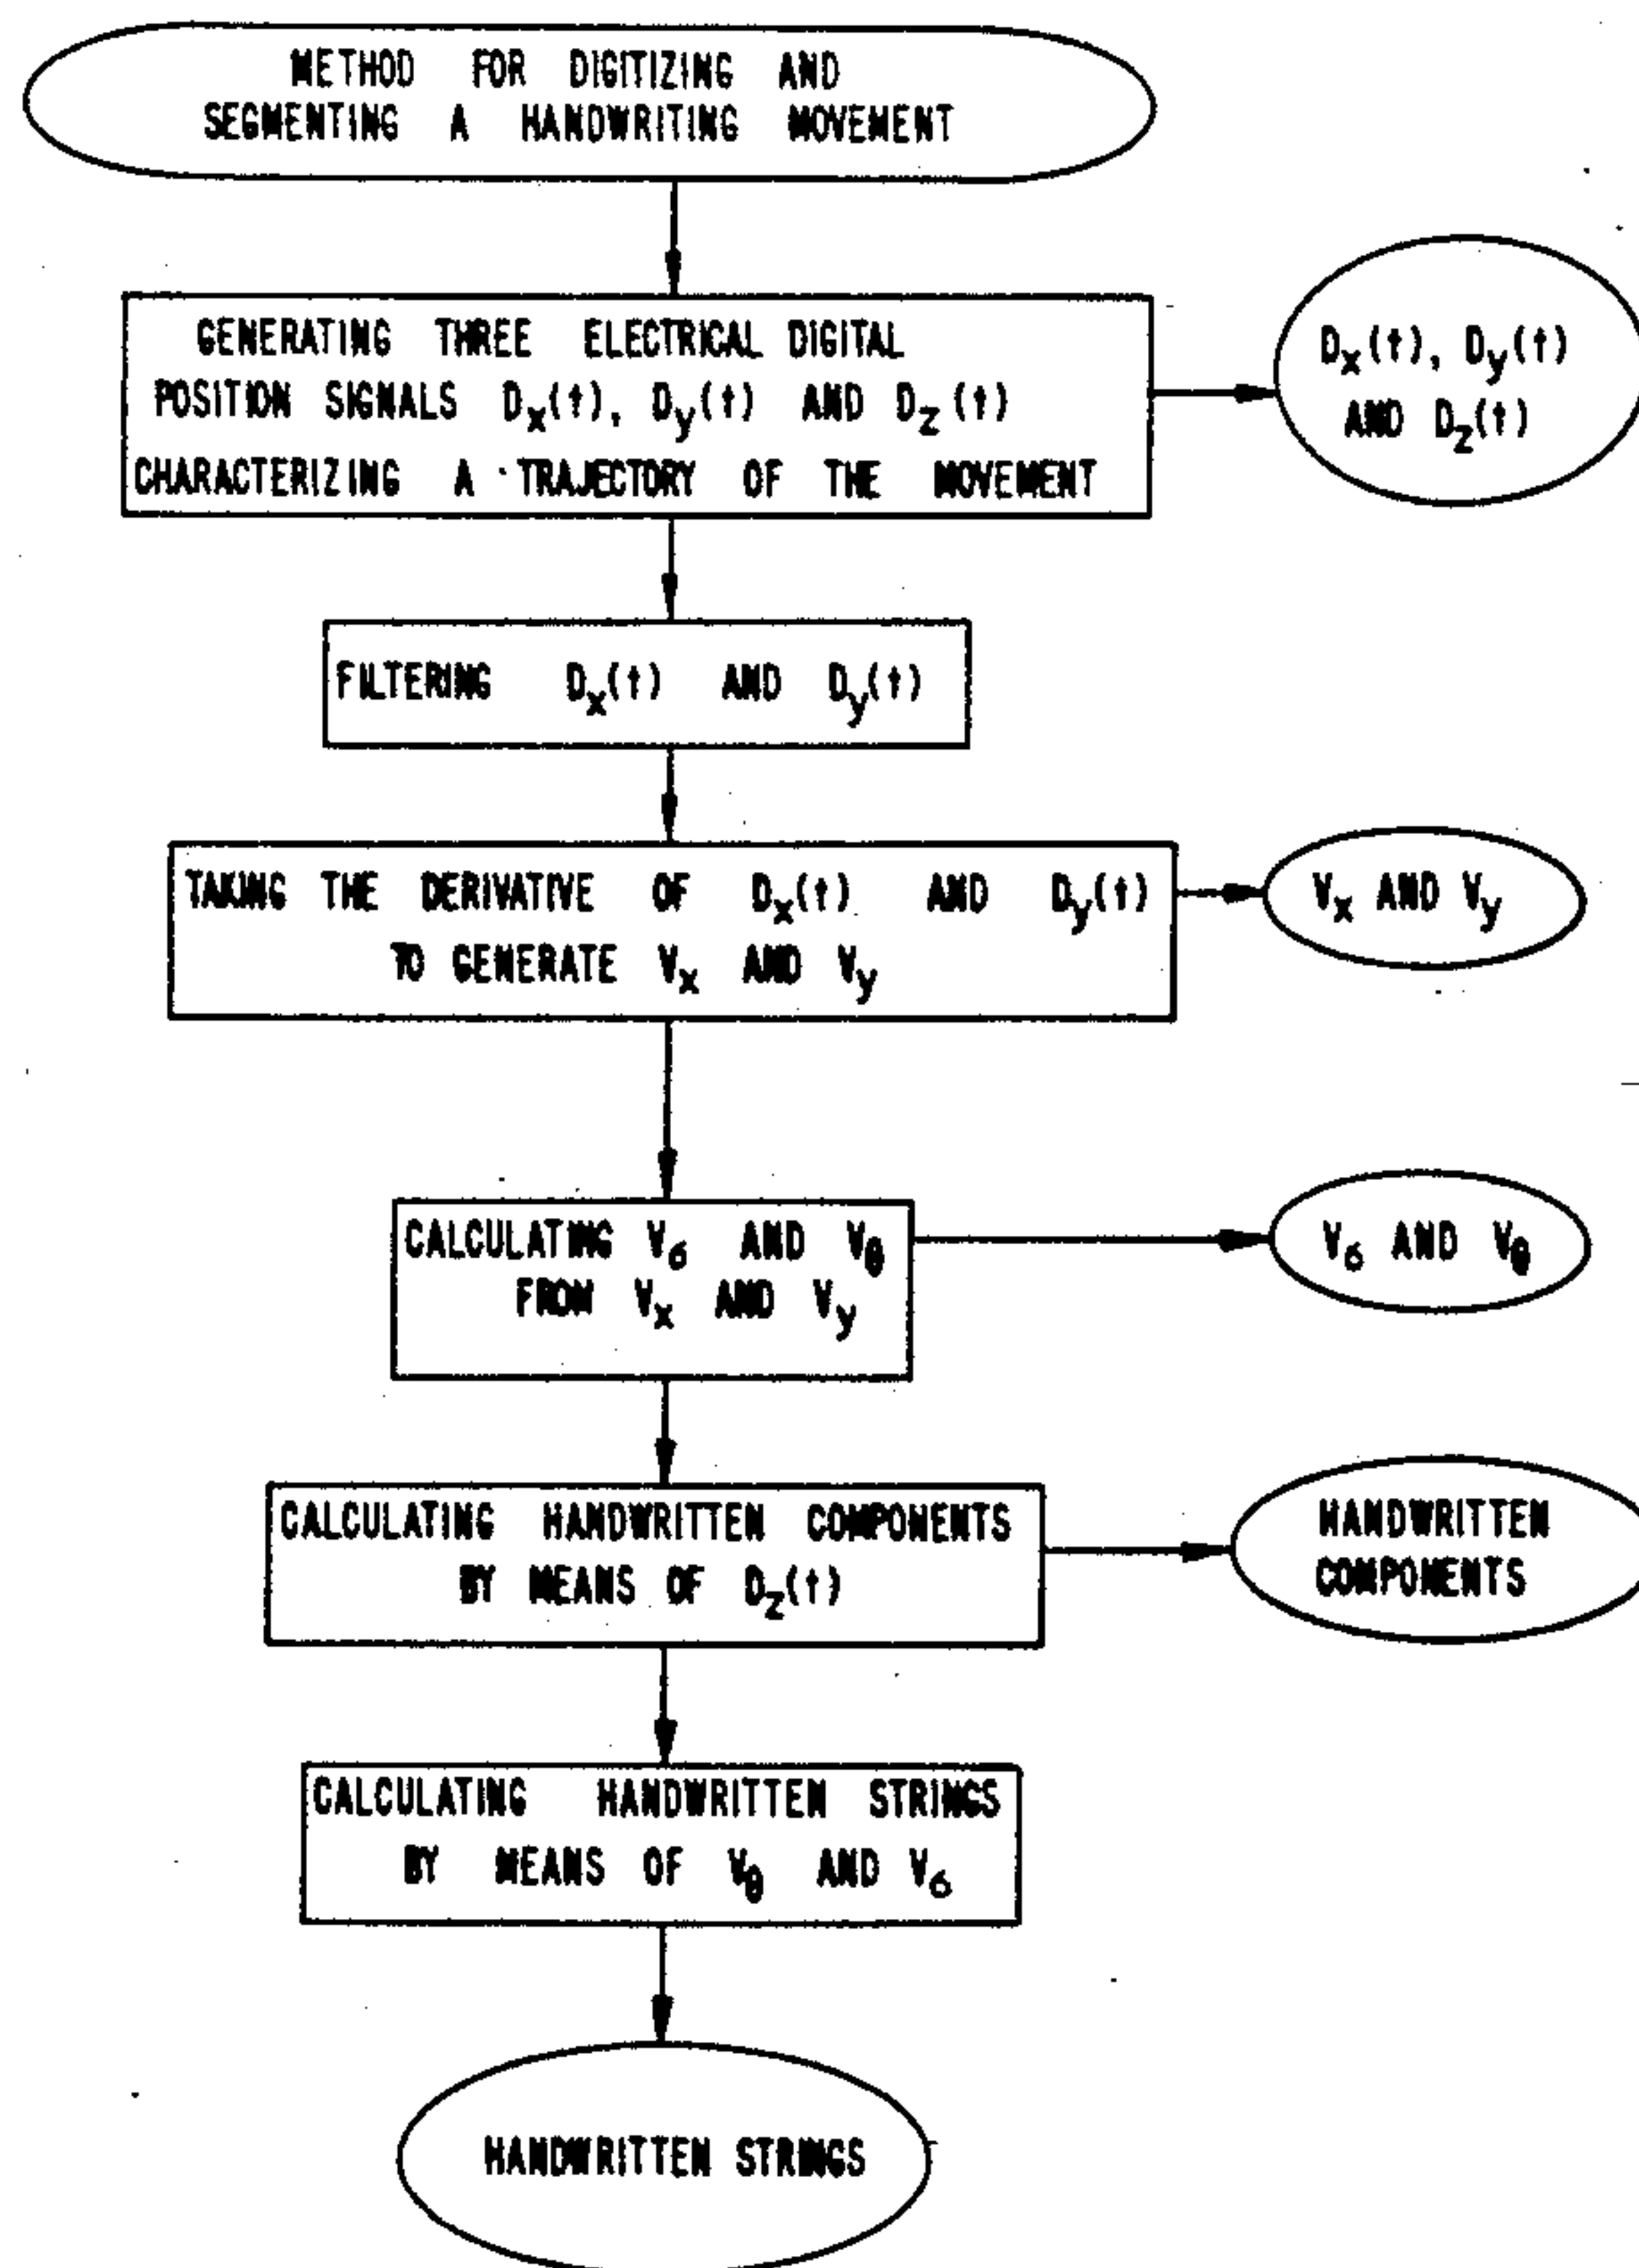 METHOD FOR DIGITIZING AND
SEGMENTING A HANDWRITING MOVEMENT
GENERATING THREE ELECTRICAL DIGITAL
POSITION SIGNALS Dx(t), Dy(t) AND Dz(t)
CHARACTERIZING A TRAJECTORY OF THE MOVEMENT
Dx(t), Dy(t)
AND Dz(t)
FILTERING Dx(t) AND Dy(t)
TAKING THE DERIVATIVE OF Dx(t) AND Dy(t)
TO GENERATE Vx AND Vy
Vx AND Vy
CALCULATING Vσ AND Vθ
FROM Vx AND Vy
Vσ AND Vθ
CALCULATING HANDWRITTEN COMPONENTS
BY MEANS OF Dz(t)
HANDWRITTEN
COMPONENTS
CALCULATING HANDWRITTEN STRINGS
BY MEANS OF Vθ AND Vσ
HANDWRITTEN STRINGS